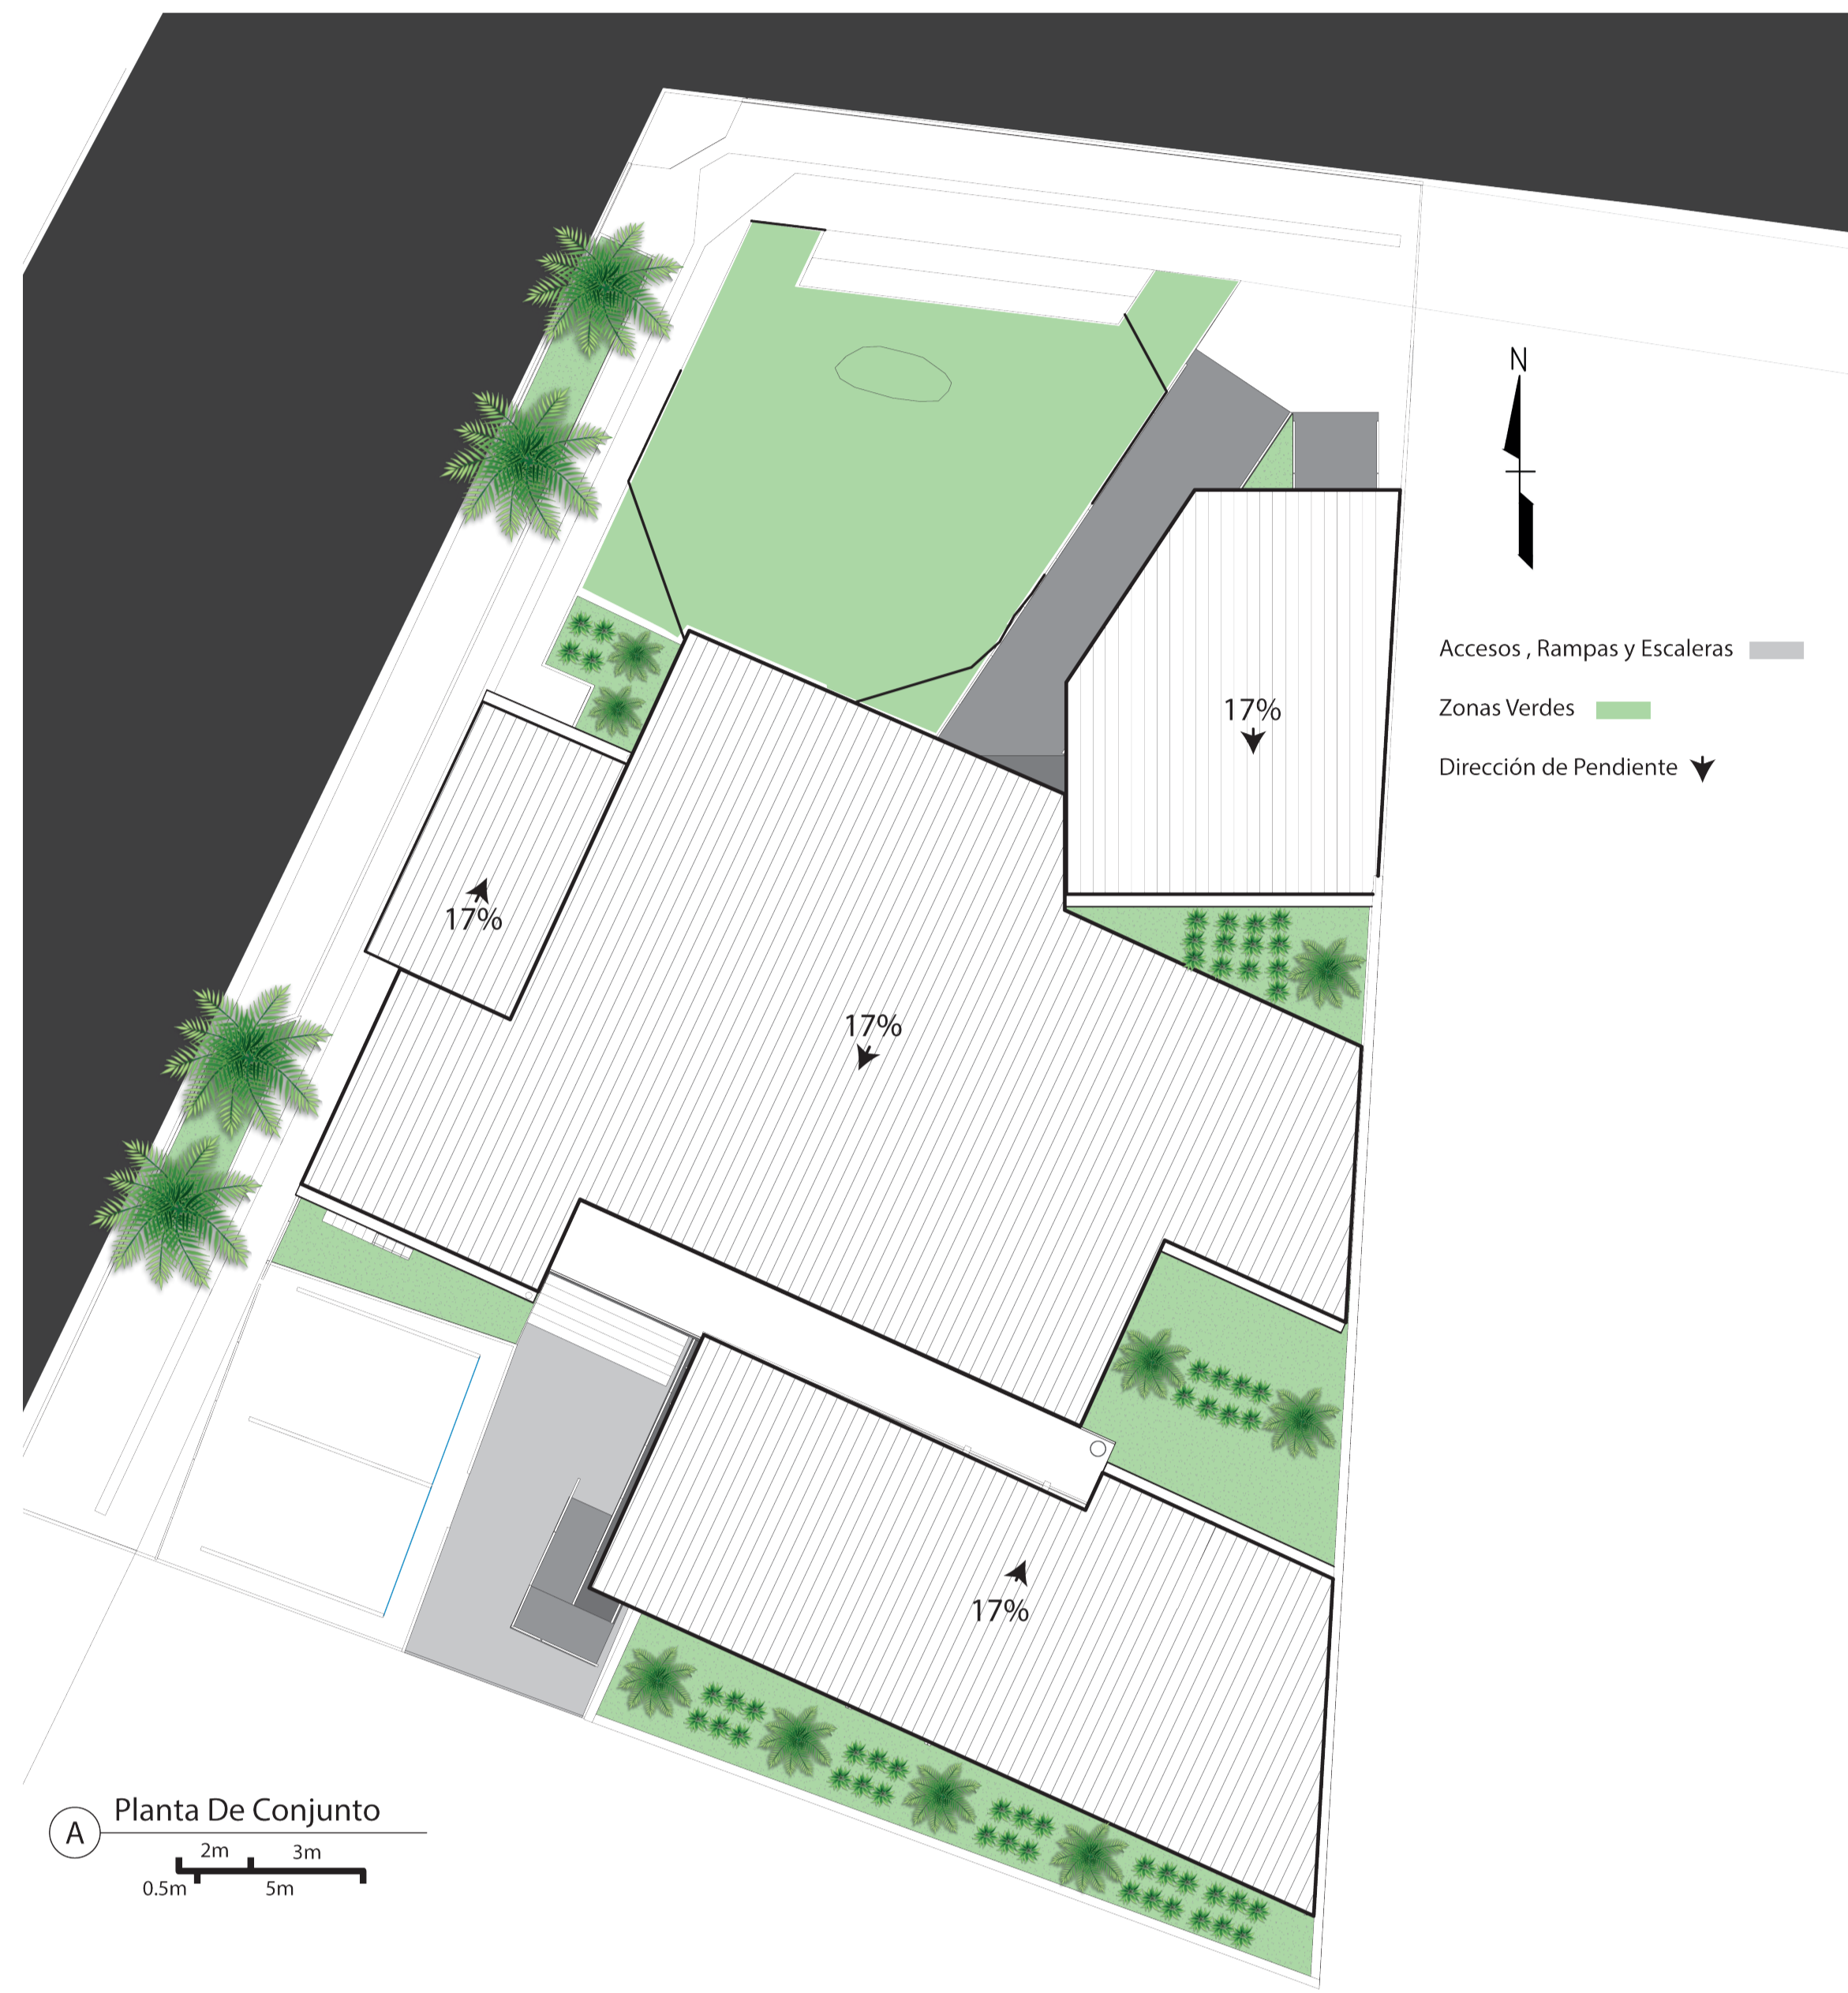 N
Accesos , Rampas y Escaleras
Zonas Verdes
17%
Dirección de Pendiente
17%
17%
17%
Planta De Conjunto
A
2m 3m
0.5m 5m